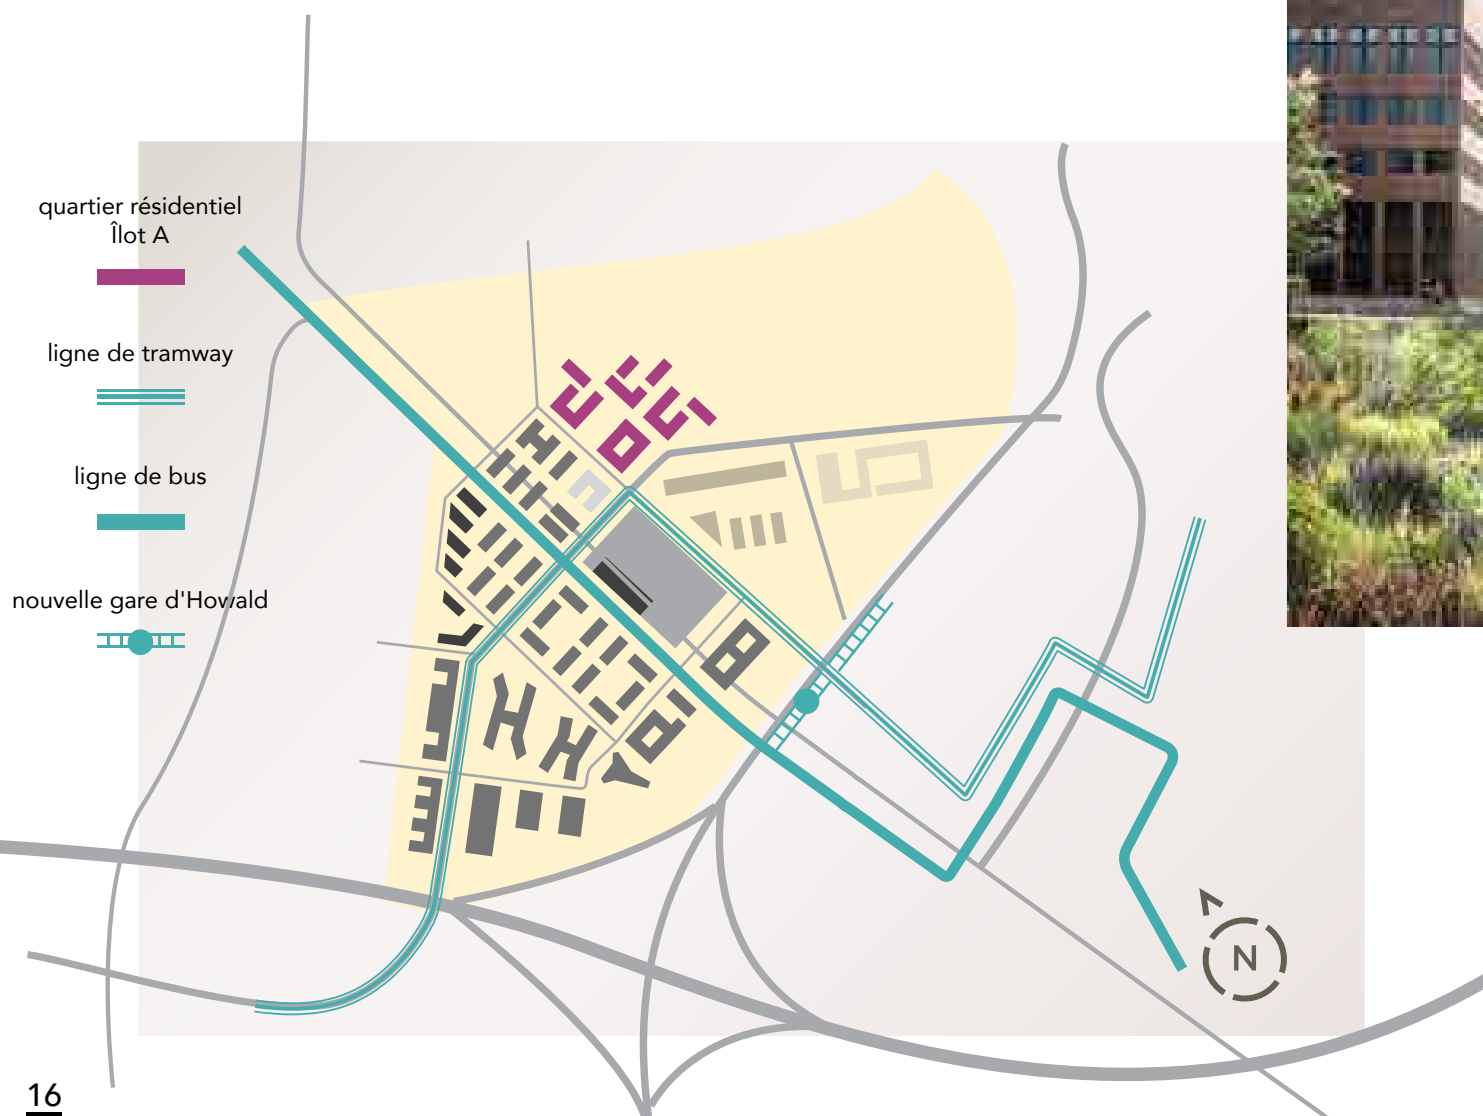 quartier résidentiel
Îlot A
ligne de tramway
ligne de bus
nouvelle gare d'Howald
N
16